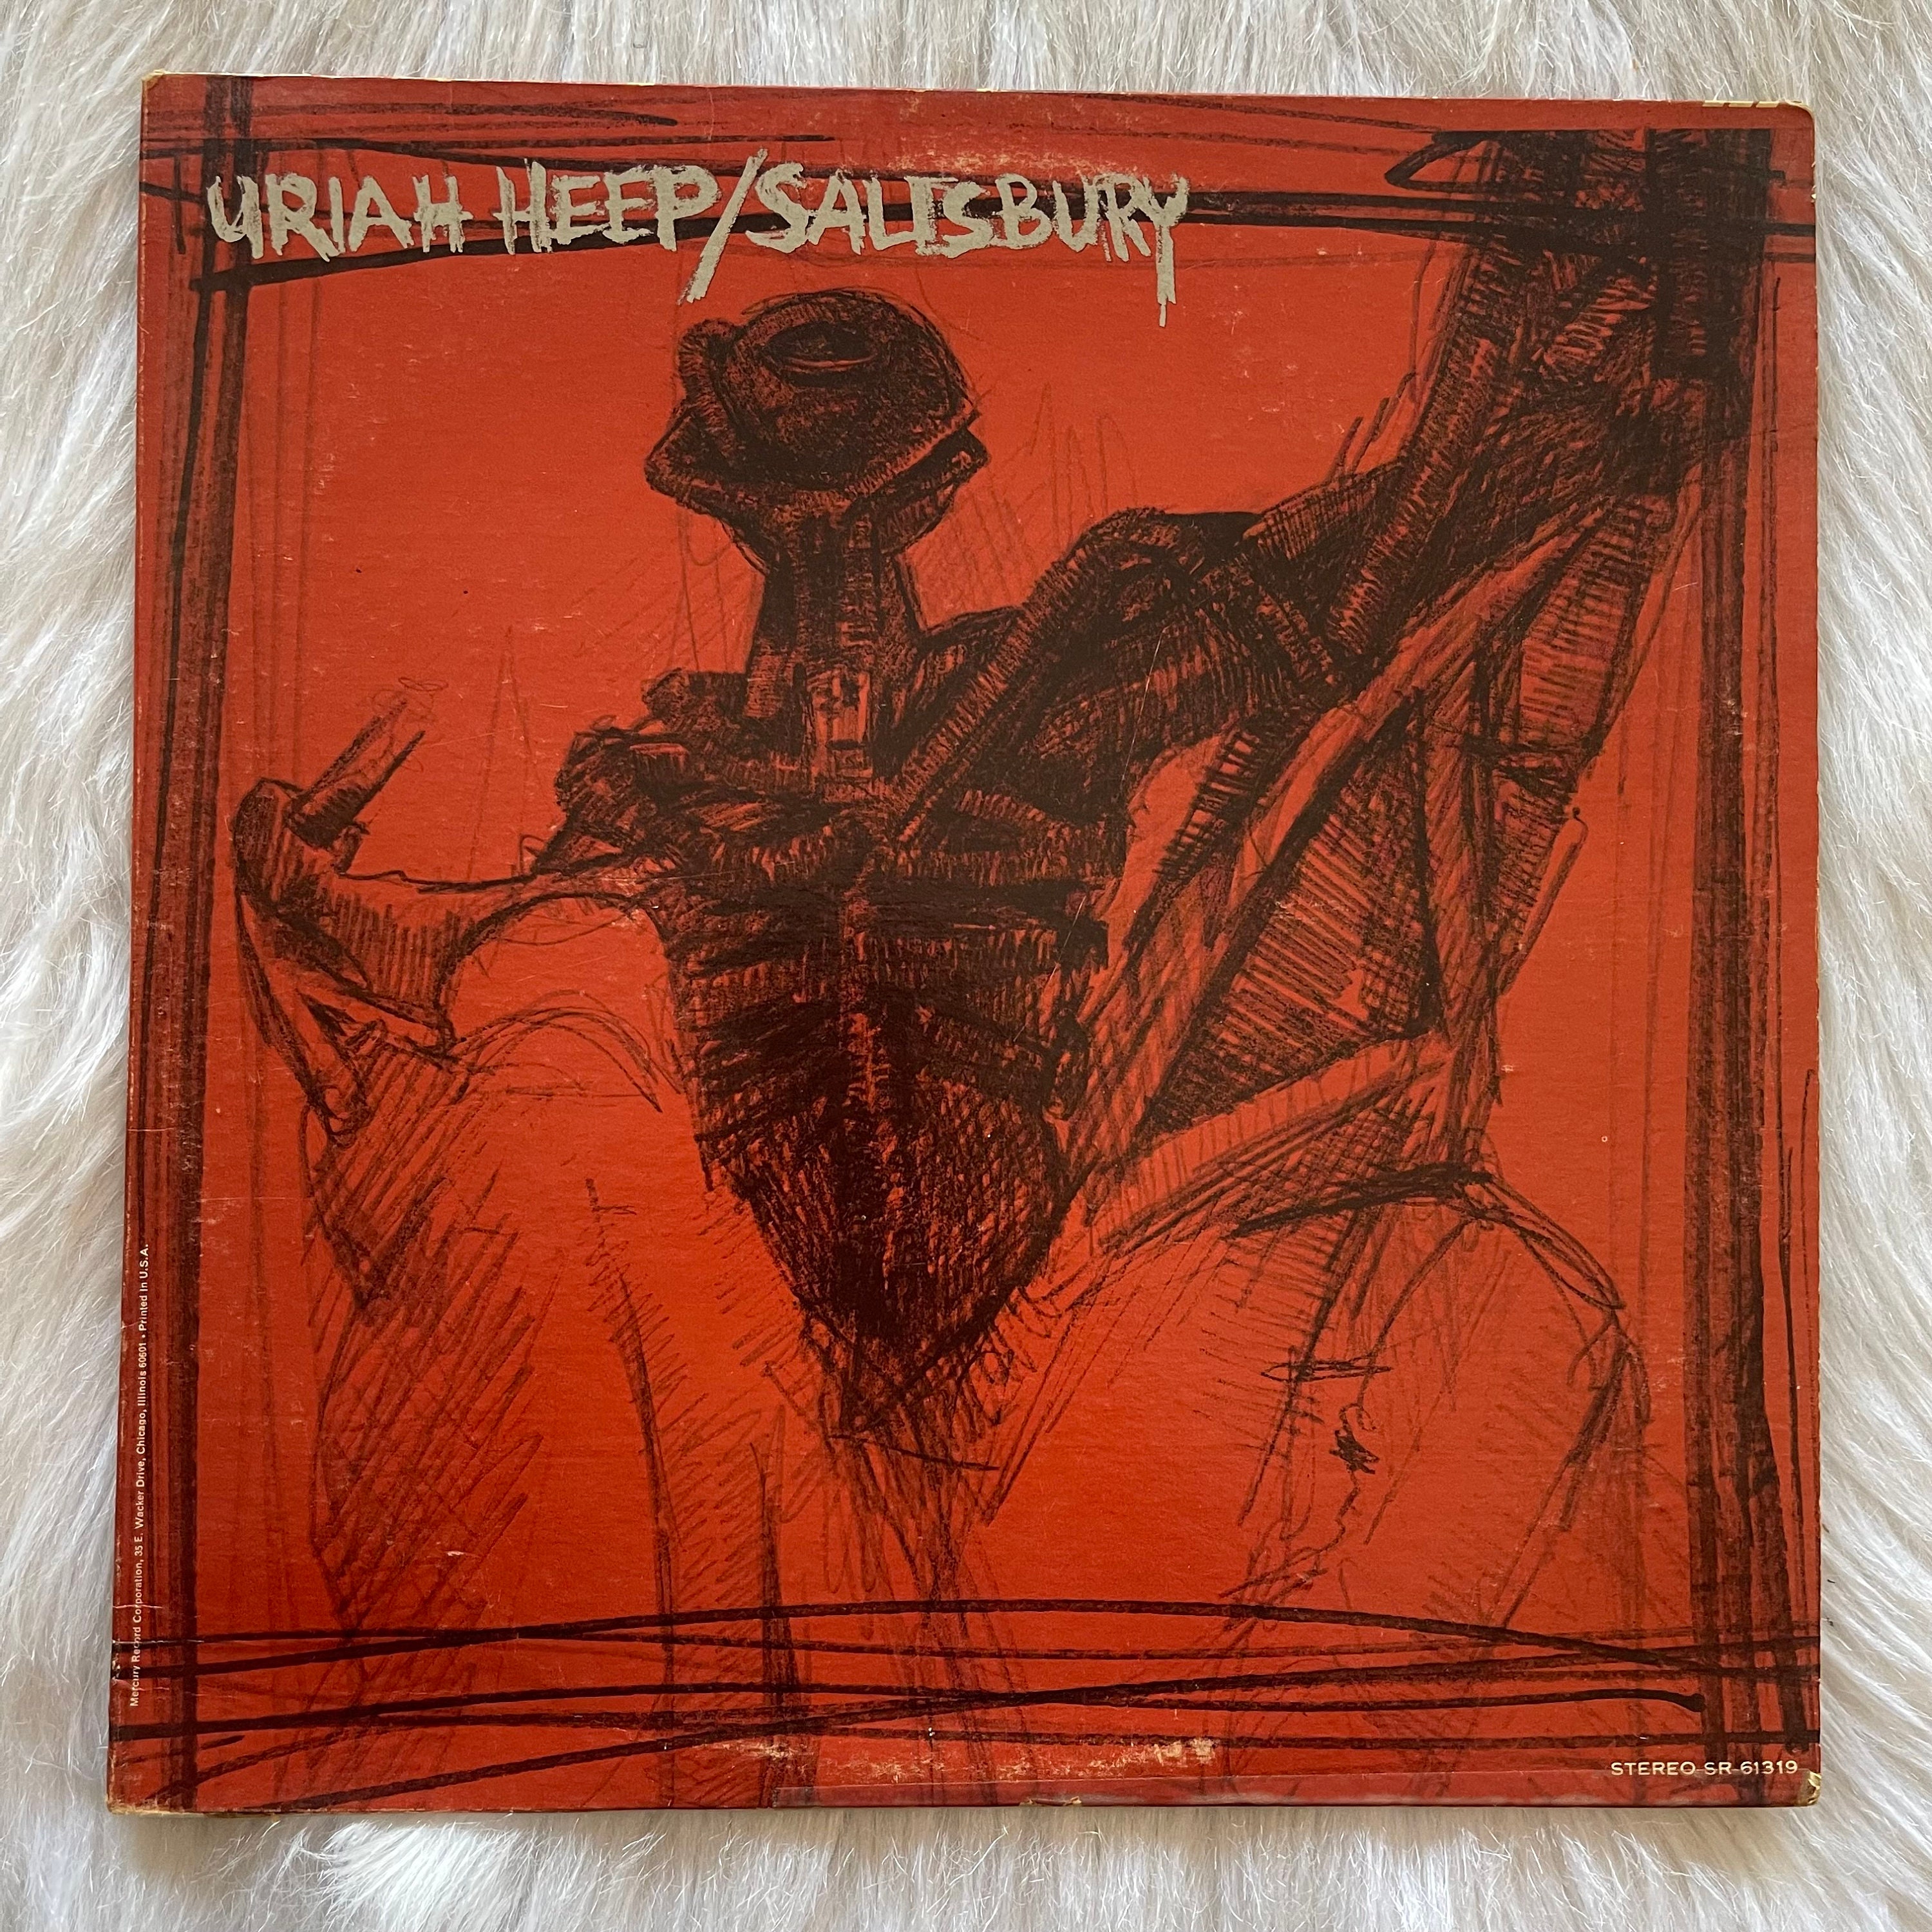 URIAH HEEP/SALISBURY
Mercury Record Corporation, 35 E. Wacker Drive, Chicago, Illinois 60601 • Printed in U.S.A.
STEREO SR-61319